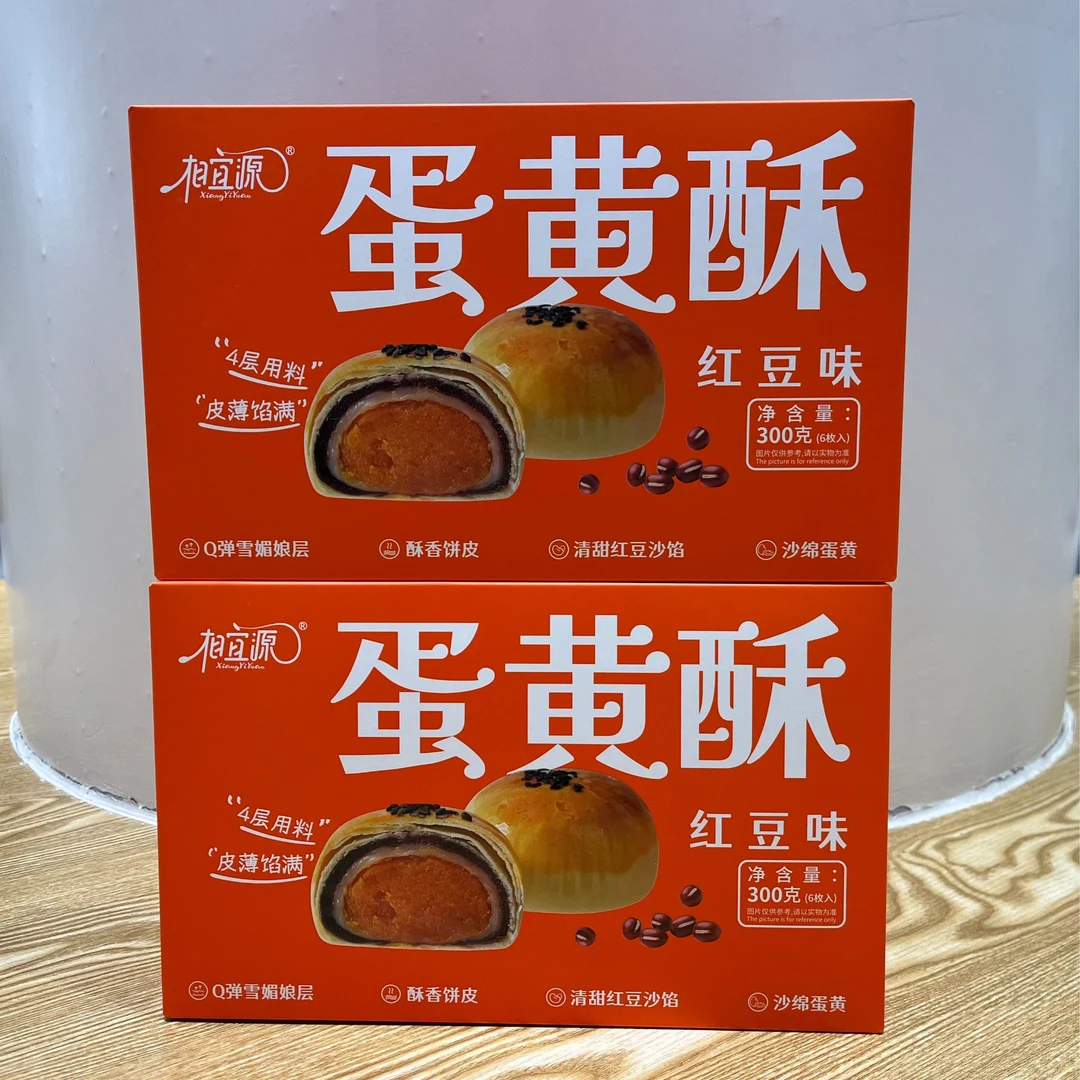 相宜源®
XiangYiYuan
蛋黄酥
"4层用料"
"皮薄馅满"
红豆味
净含量:
300克(6枚入)
图片仅供参考,请以实物为准
The picture is for reference only
Q弹雪媚娘层
酥香饼皮
清甜红豆沙馅
沙绵蛋黄
相宜源®
XiangYiYuan
蛋黄酥
"4层用料"
"皮薄馅满"
红豆味
净含量:
300克(6枚入)
图片仅供参考,请以实物为准
The picture is for reference only
Q弹雪媚娘层
酥香饼皮
清甜红豆沙馅
沙绵蛋黄